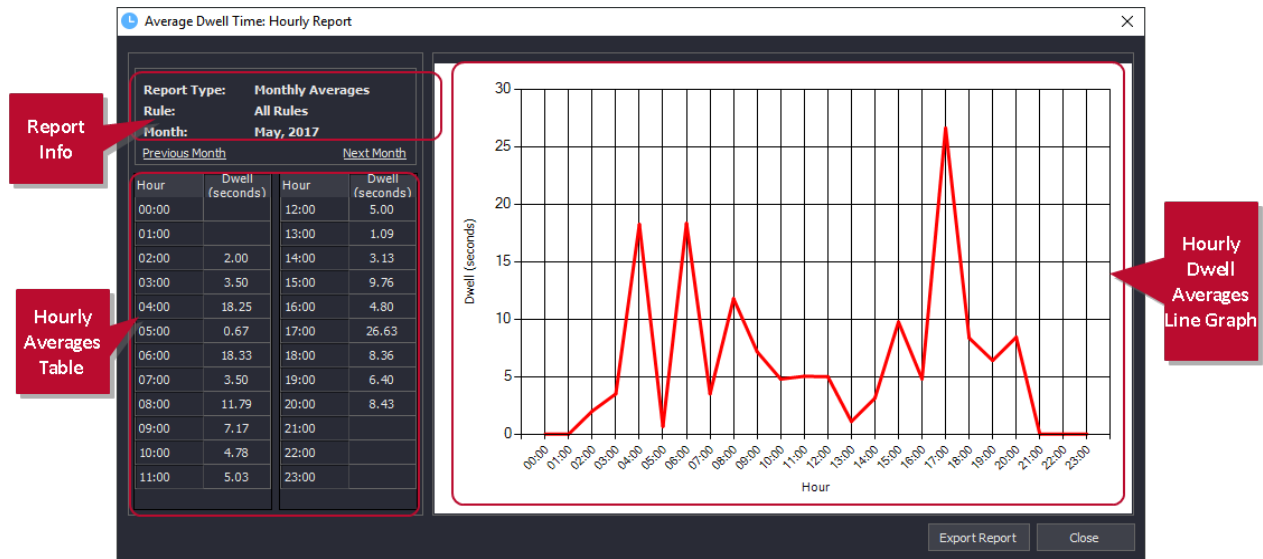 Average Dwell Time: Hourly Report
Report Type: Monthly Averages
Rule: All Rules
Month: May, 2017
Previous Month Next Month
Report
Info
Hour Dwell (seconds) Hour Dwell (seconds)
00:00 12:00 5.00
01:00 13:00 1.09
02:00 2.00 14:00 3.13
03:00 3.50 15:00 9.76
04:00 18.25 16:00 4.80
05:00 0.67 17:00 26.63
06:00 18.33 18:00 8.36
07:00 3.50 19:00 6.40
08:00 11.79 20:00 8.43
09:00 7.17 21:00
10:00 4.78 22:00
11:00 5.03 23:00
Hourly
Averages
Table
30
25
20
15
10
5
0
Dwell (seconds)
00:00 01:00 02:00 03:00 04:00 05:00 06:00 07:00 08:00 09:00 10:00 11:00 12:00 13:00 14:00 15:00 16:00 17:00 18:00 19:00 20:00 21:00 22:00 23:00
Hour
Hourly
Dwell
Averages
Line Graph
Export Report Close